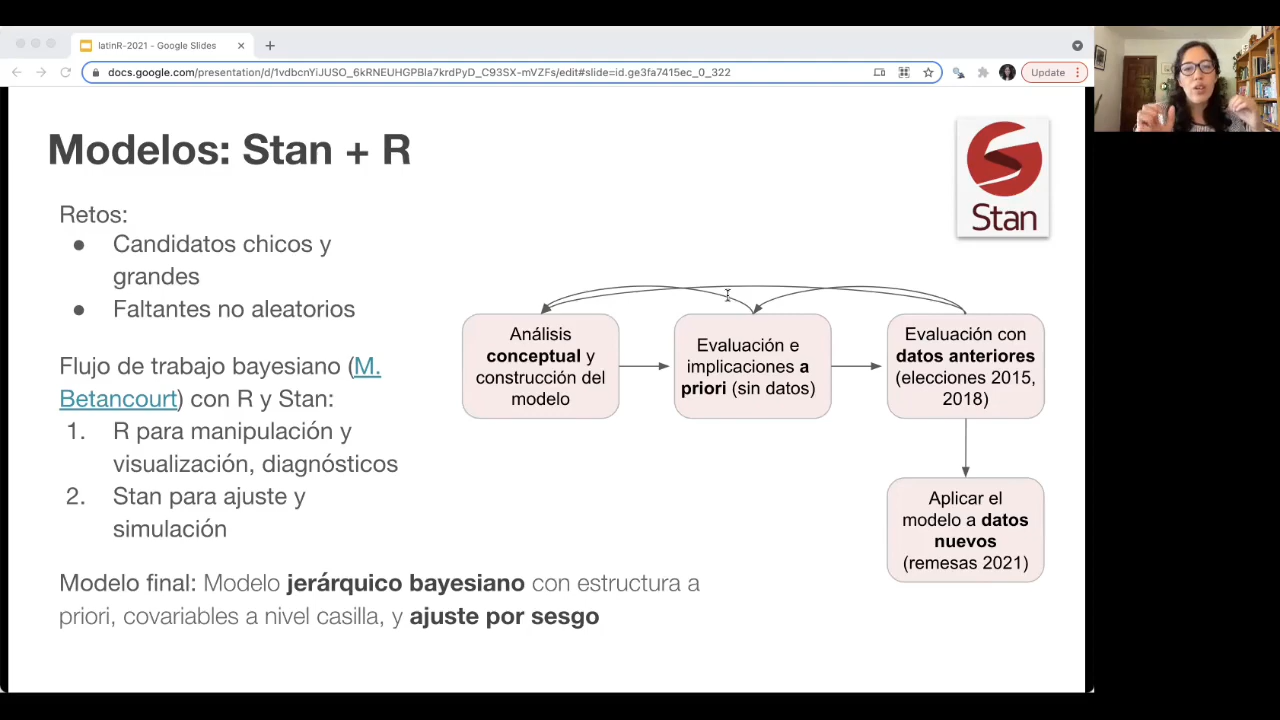 latinR-2021 - Google Slides
docs.google.com/presentation/d/1vdbcnYiJUSO_6kRNEUHGPBla7krdPyD_C93SX-mVZFs/edit#slide=id.ge3fa7415ec_0_322
Update
Modelos: Stan + R
Stan
Retos:
● Candidatos chicos y
grandes
● Faltantes no aleatorios
Flujo de trabajo bayesiano (M.
Betancourt) con R y Stan:
1. R para manipulación y
visualización, diagnósticos
2. Stan para ajuste y
simulación
Análisis
conceptual y
construcción del
modelo
Evaluación e
implicaciones a
priori (sin datos)
Evaluación con
datos anteriores
(elecciones 2015,
2018)
Aplicar el
modelo a datos
nuevos
(remesas 2021)
Modelo final: Modelo jerárquico bayesiano con estructura a
priori, covariables a nivel casilla, y ajuste por sesgo